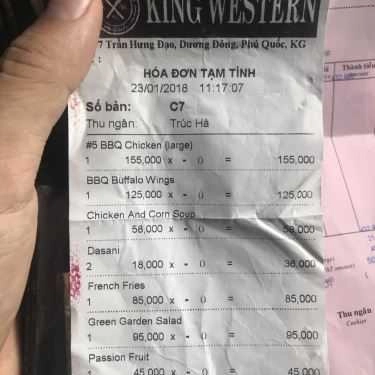 KING WESTERN
7 Trần Hưng Đạo, Dương Đông, Phú Quốc, KG
:
HÓA ĐƠN TẠM TÍNH
23/01/2018 11:17:07
Số bàn: C7
Thu ngân: Trúc Hà
#5 BBQ Chicken (large)
1 155,000 x - 0 = 155,000
BBQ Buffalo Wings
1 125,000 x - 0 = 125,000
Chicken And Corn Soup
1 58,000 x - 0 = 58,000
Dasani
2 18,000 x - 0 = 36,000
French Fries
1 85,000 x - 0 = 85,000
Green Garden Salad
1 95,000 x - 0 = 95,000
Passion Fruit
1 45,000 x - 0 = 45,000
Thành tiền
Thu ngân
Cashier